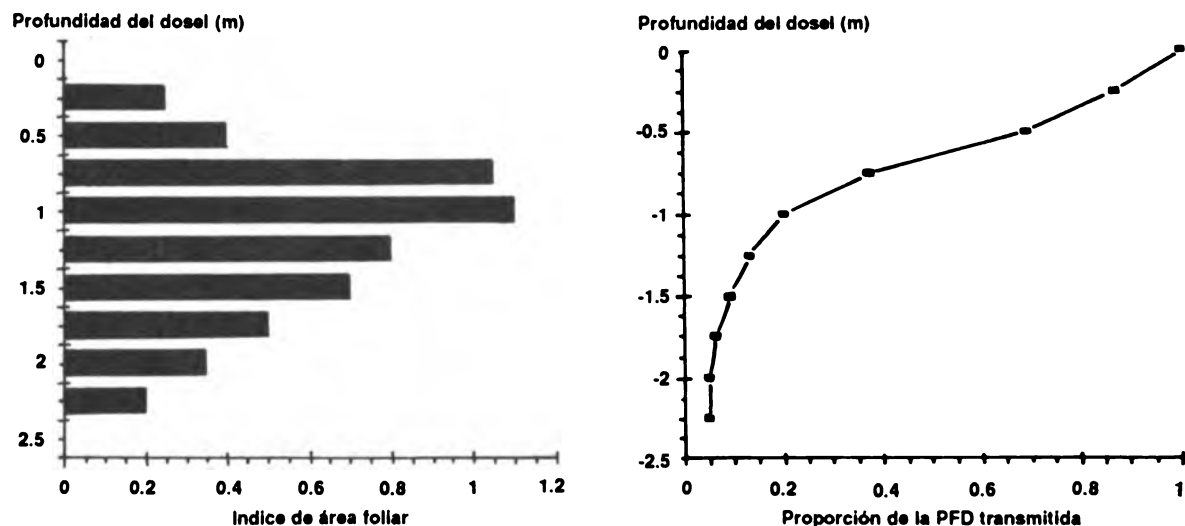 Profundidad del dosel (m)
0
0.5
1
1.5
2
2.5
0 0.2 0.4 0.6 0.8 1 1.2
Indice de área foliar
Profundidad del dosel (m)
0
-0.5
-1
-1.5
-2
-2.5
0 0.2 0.4 0.6 0.8 1
Proporción de la PFD transmitida